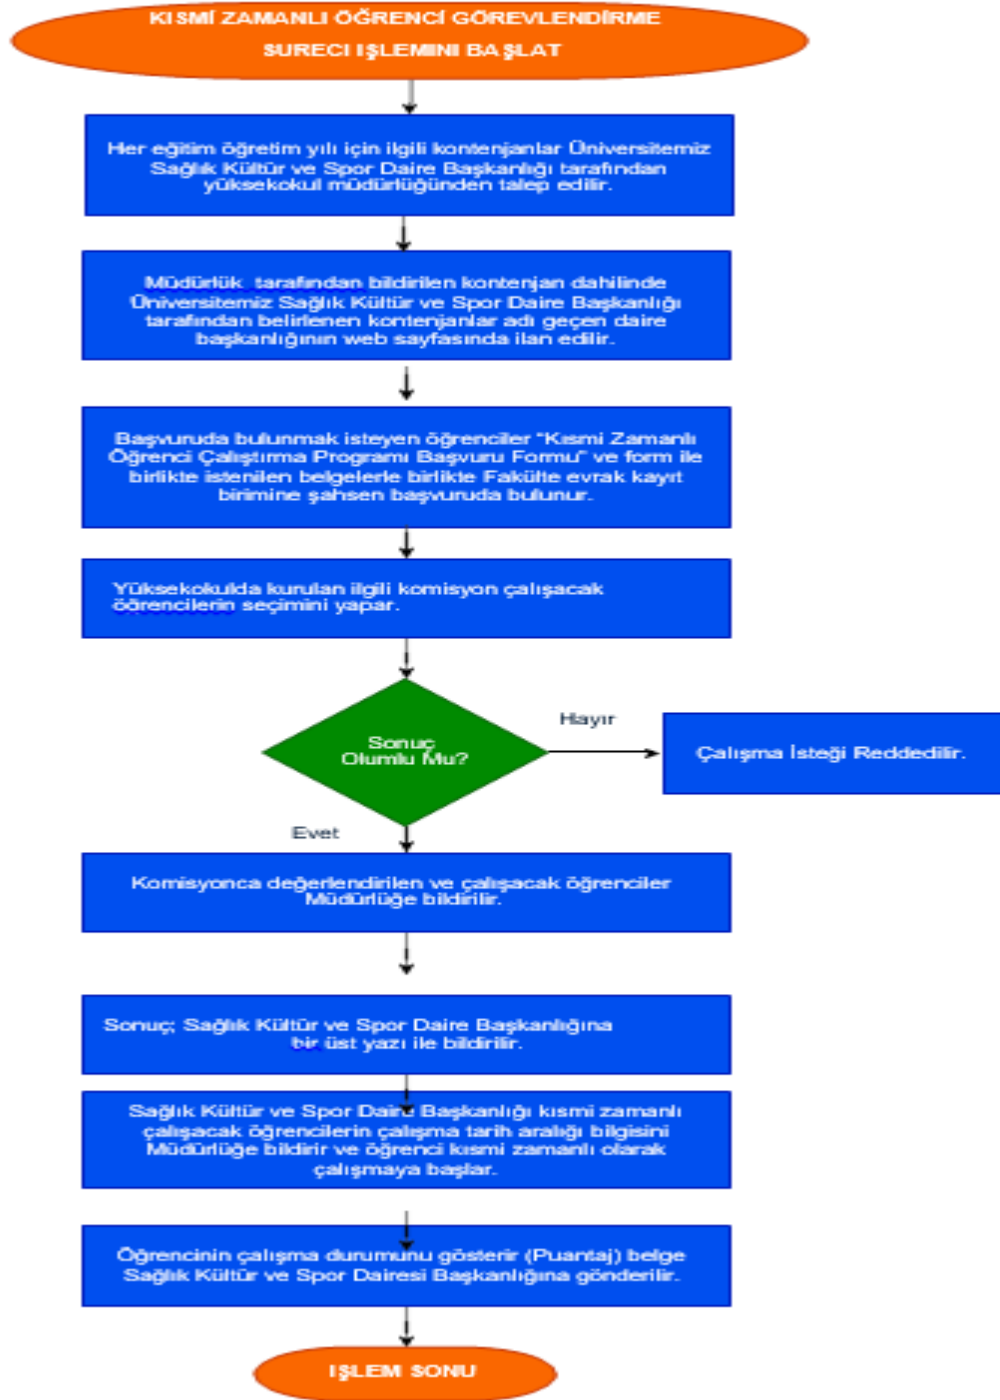 KISMİ ZAMANLI ÖĞRENCİ GÖREVLENDİRME
SURECI IŞLEMINI BAŞLAT
Her eğitim öğretim yılı için ilgili kontenjanlar Üniversitemiz
Sağlık Kültür ve Spor Daire Başkanlığı tarafından
yüksekokul müdürlüğünden talep edilir.
Müdürlük tarafından bildirilen kontenjan dahilinde
Üniversitemiz Sağlık Kültür ve Spor Daire Başkanlığı
tarafından belirlenen kontenjanlar adı geçen daire
başkanlığının web sayfasında ilan edilir.
Başvuruda bulunmak isteyen öğrenciler "Kısmi Zamanlı
Öğrenci Çalıştırma Programı Başvuru Formu" ve form ile
birlikte istenilen belgelerle birlikte Fakülte evrak kayıt
birimine şahsen başvuruda bulunur.
Yüksekokulda kurulan ilgili komisyon çalışacak
öğrencilerin seçimini yapar.
Sonuç
Olumlu Mu?
Hayır
Çalışma İsteği Reddedilir.
Evet
Komisyonca değerlendirilen ve çalışacak öğrenciler
Müdürlüğe bildirilir.
Sonuç; Sağlık Kültür ve Spor Daire Başkanlığına
bir üst yazı ile bildirilir.
Sağlık Kültür ve Spor Daire Başkanlığı kısmi zamanlı
çalışacak öğrencilerin çalışma tarih aralığı bilgisini
Müdürlüğe bildirir ve öğrenci kısmi zamanlı olarak
çalışmaya başlar.
Öğrencinin çalışma durumunu gösterir (Puantaj) belge
Sağlık Kültür ve Spor Dairesi Başkanlığına gönderilir.
IŞLEM SONU